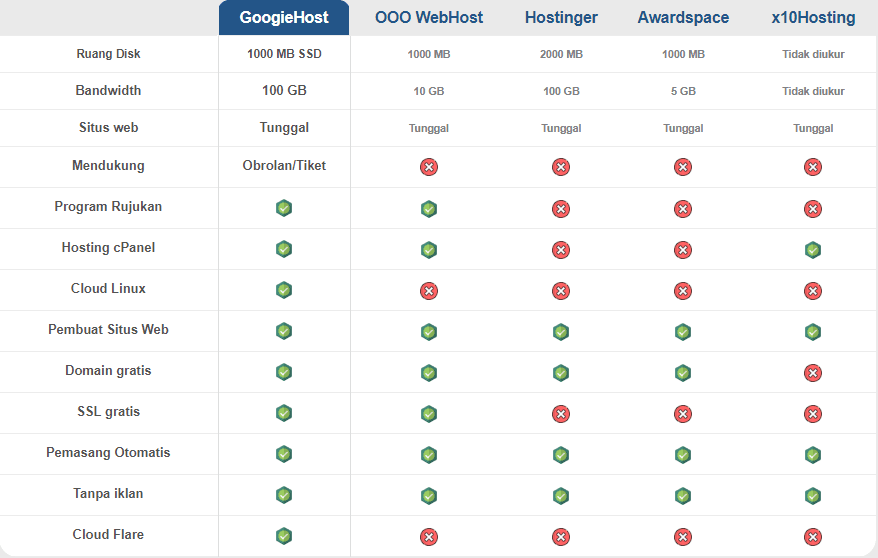 GoogieHost OOO WebHost Hostinger Awardspace x10Hosting
Ruang Disk 1000 MB SSD 1000 MB 2000 MB 1000 MB Tidak diukur
Bandwidth 100 GB 10 GB 100 GB 5 GB Tidak diukur
Situs web Tunggal Tunggal Tunggal Tunggal Tunggal
Mendukung Obrolan/Tiket
Program Rujukan
Hosting cPanel
Cloud Linux
Pembuat Situs Web
Domain gratis
SSL gratis
Pemasang Otomatis
Tanpa iklan
Cloud Flare